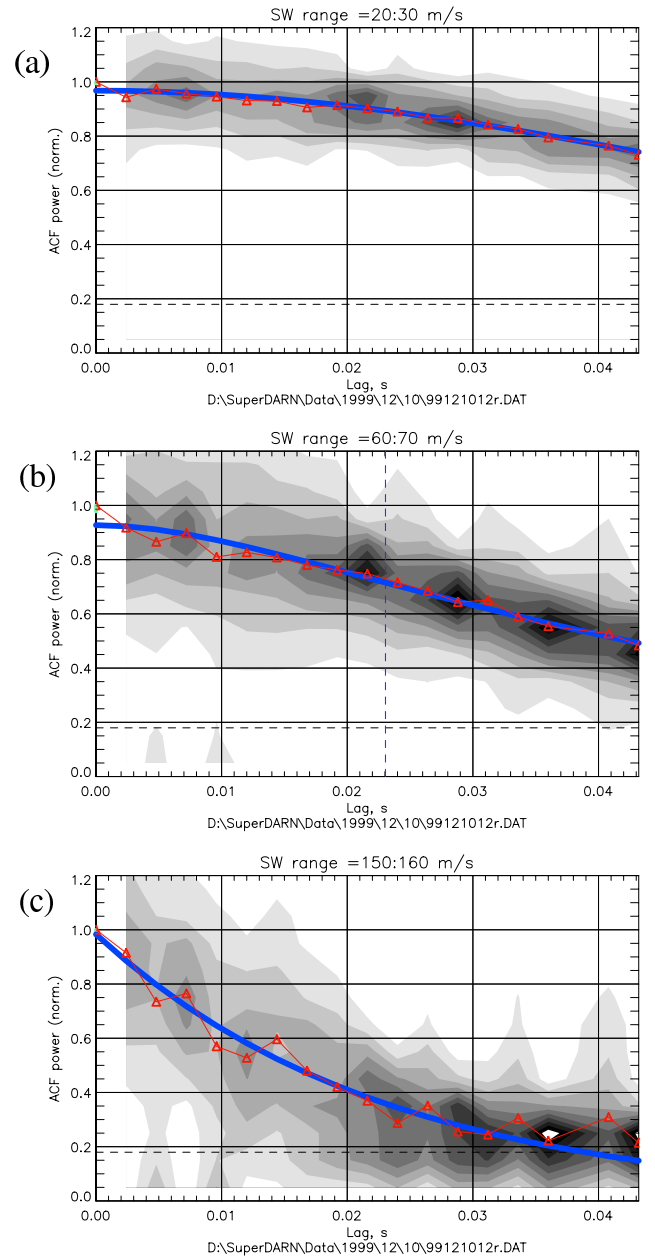 SW range =20:30 m/s
(a)
1.2
1.0
0.8
0.6
0.4
0.2
0.0
ACF power (norm.)
0.00 0.01 0.02 0.03 0.04
Lag, s
D:\SuperDARN\Data\1999\12\10\99121012r.DAT
SW range =60:70 m/s
(b)
1.2
1.0
0.8
0.6
0.4
0.2
0.0
ACF power (norm.)
0.00 0.01 0.02 0.03 0.04
Lag, s
D:\SuperDARN\Data\1999\12\10\99121012r.DAT
SW range =150:160 m/s
(c)
1.2
1.0
0.8
0.6
0.4
0.2
0.0
ACF power (norm.)
0.00 0.01 0.02 0.03 0.04
Lag, s
D:\SuperDARN\Data\1999\12\10\99121012r.DAT